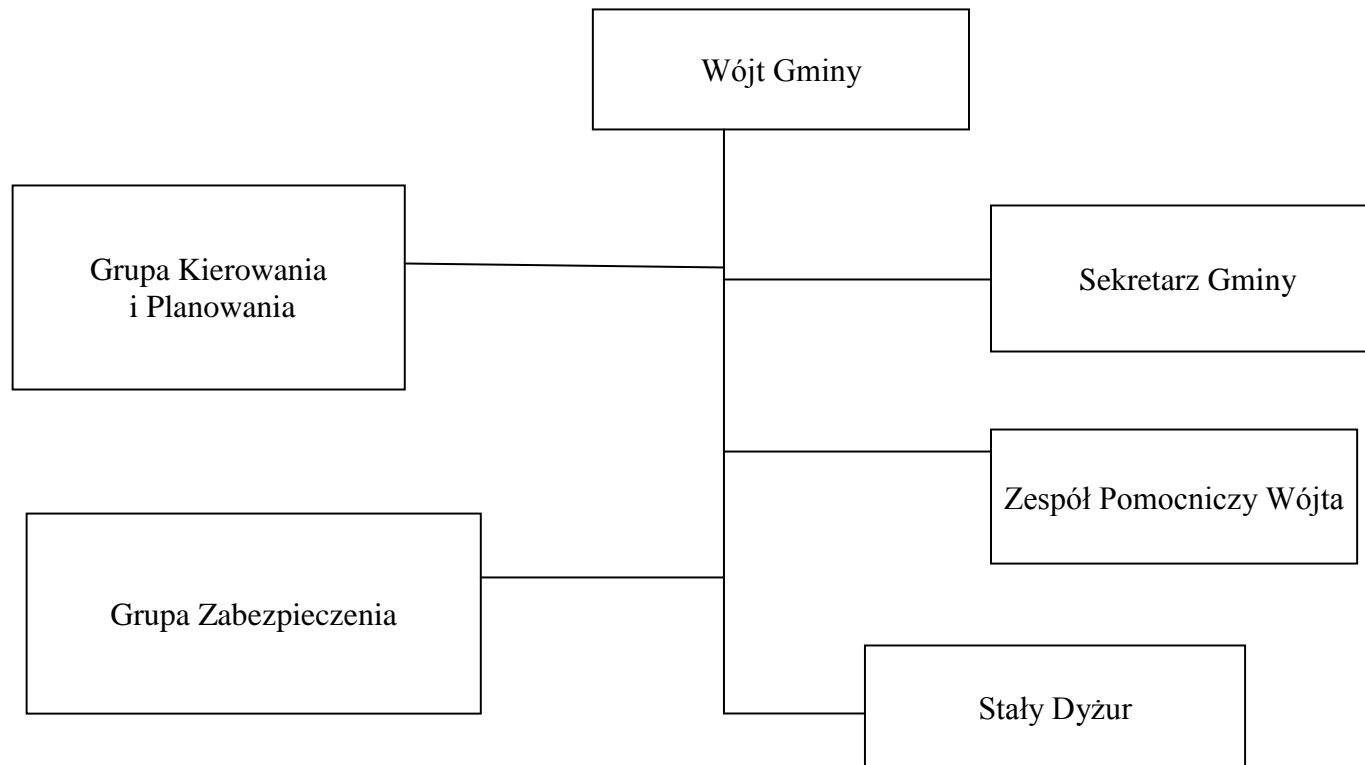 Wójt Gminy
Grupa Kierowania
i Planowania
Sekretarz Gminy
Zespół Pomocniczy Wójta
Grupa Zabezpieczenia
Stały Dyżur